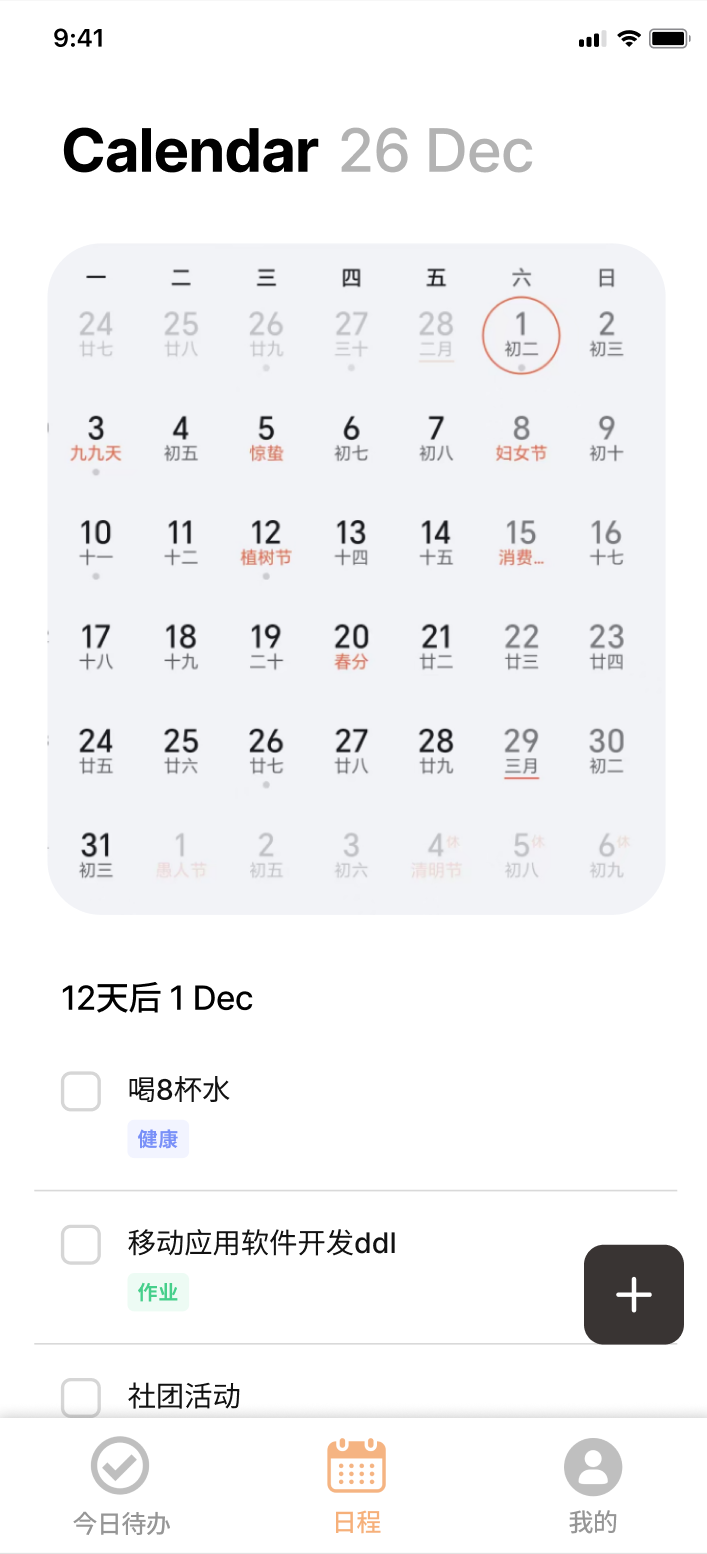 9:41
Calendar 26 Dec
一 二 三 四 五 六 日
24 25 26 27 28 1 2
廿七 廿八 廿九 三十 二月 初二 初三
3 4 5 6 7 8 9
九九天 初五 惊蛰 初七 初八 妇女节 初十
10 11 12 13 14 15 16
十一 十二 植树节 十四 十五 消费... 十七
17 18 19 20 21 22 23
十八 十九 二十 春分 廿二 廿三 廿四
24 25 26 27 28 29 30
廿五 廿六 廿七 廿八 廿九 三月 初二
31 1 2 3 4休 5休 6休
初三 愚人节 初五 初六 清明节 初八 初九
12天后 1 Dec
喝8杯水
健康
移动应用软件开发ddl
作业
社团活动
今日待办 日程 我的